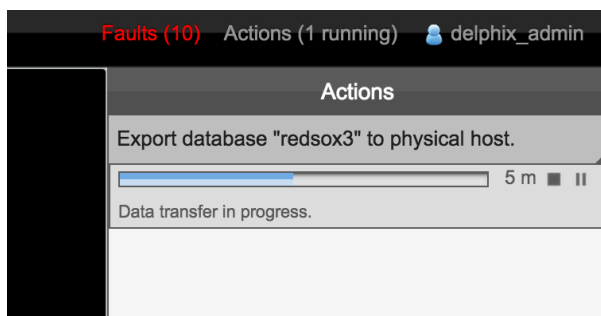 Faults (10) Actions (1 running) delphix_admin
Actions
Export database "redsox3" to physical host.
5 m
Data transfer in progress.